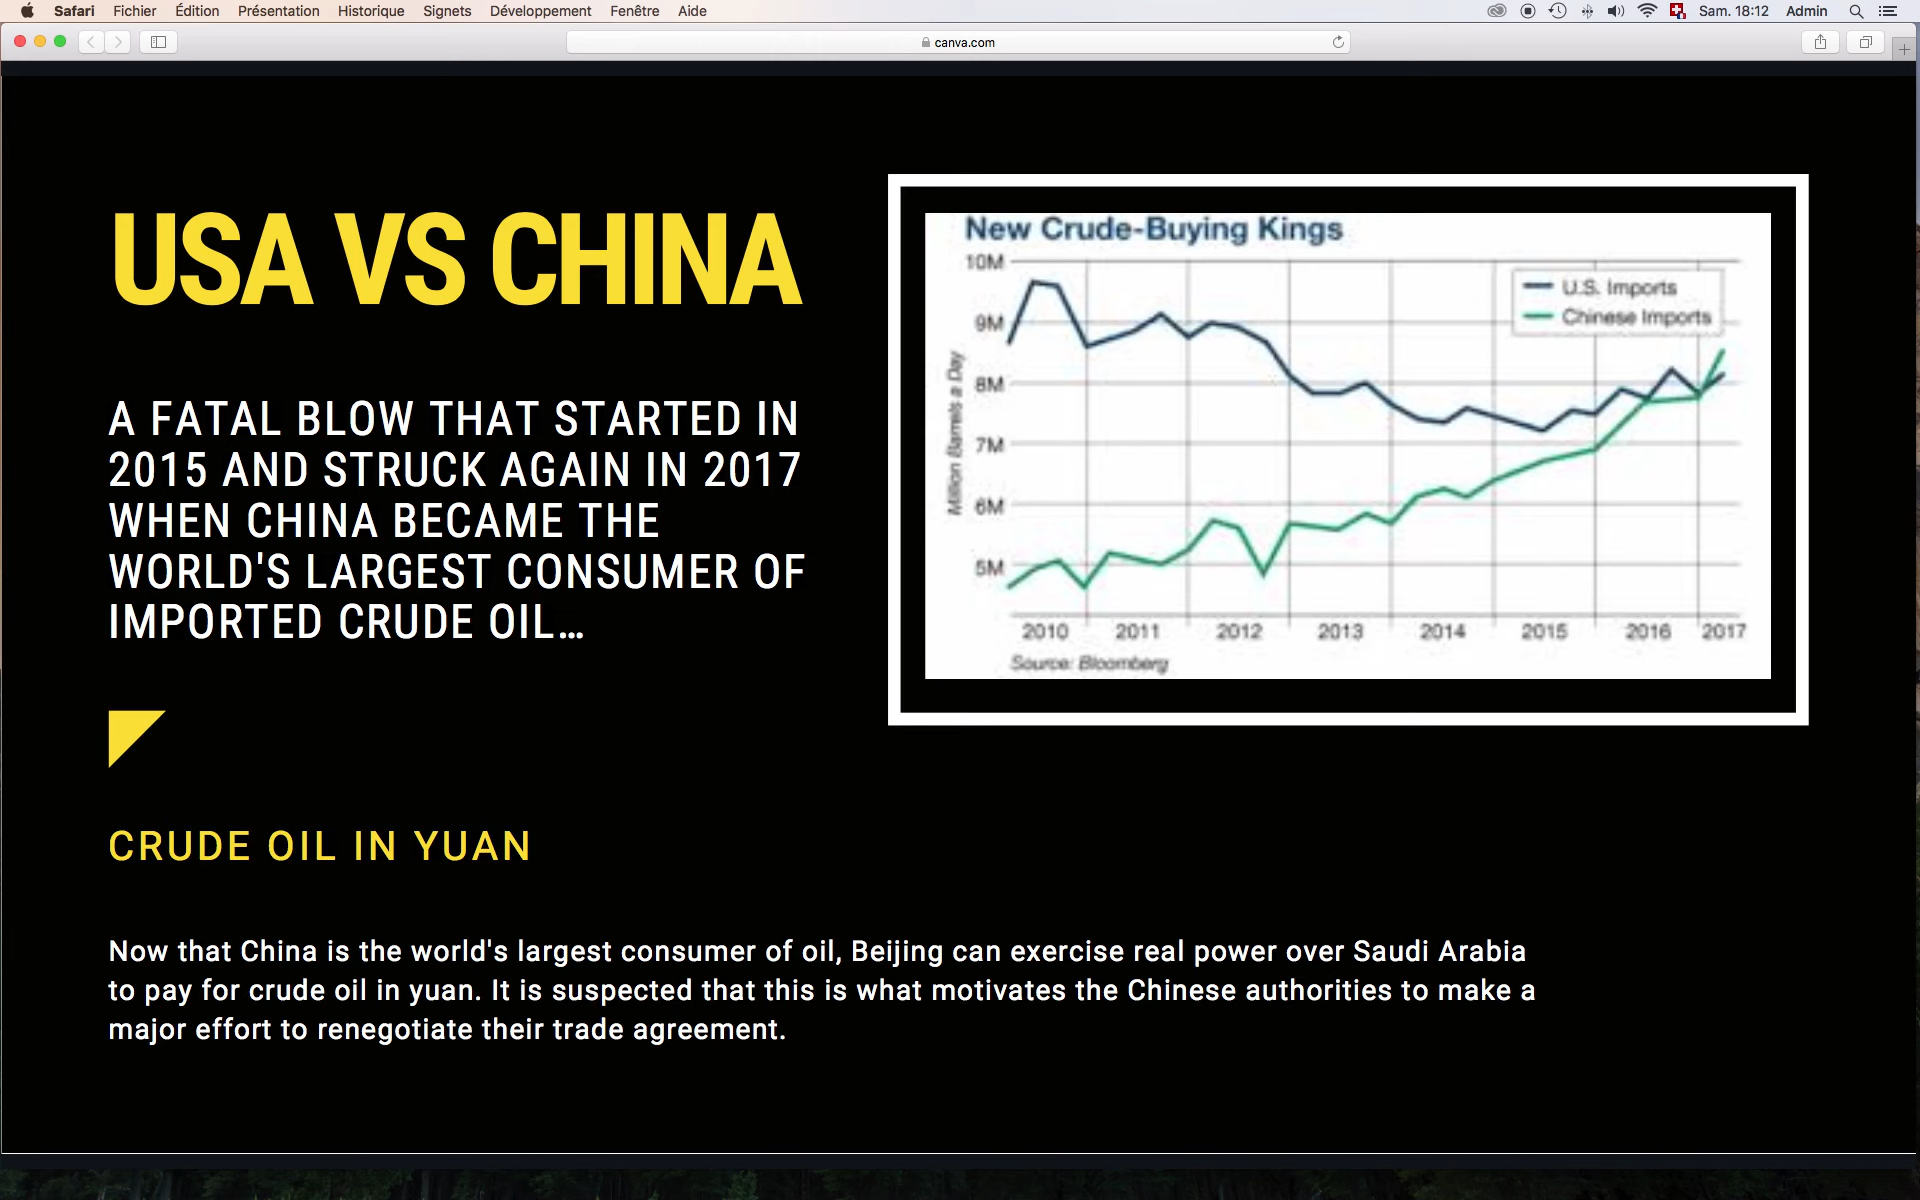 Safari Fichier Édition Présentation Historique Signets Développement Fenêtre Aide Sam. 18:12 Admin
canva.com
USA VS CHINA
A FATAL BLOW THAT STARTED IN
2015 AND STRUCK AGAIN IN 2017
WHEN CHINA BECAME THE
WORLD'S LARGEST CONSUMER OF
IMPORTED CRUDE OIL...
New Crude-Buying Kings
10M
9M
8M
7M
6M
5M
Million Barrels a Day
U.S. Imports
Chinese Imports
2010 2011 2012 2013 2014 2015 2016 2017
Source: Bloomberg
CRUDE OIL IN YUAN
Now that China is the world's largest consumer of oil, Beijing can exercise real power over Saudi Arabia
to pay for crude oil in yuan. It is suspected that this is what motivates the Chinese authorities to make a
major effort to renegotiate their trade agreement.